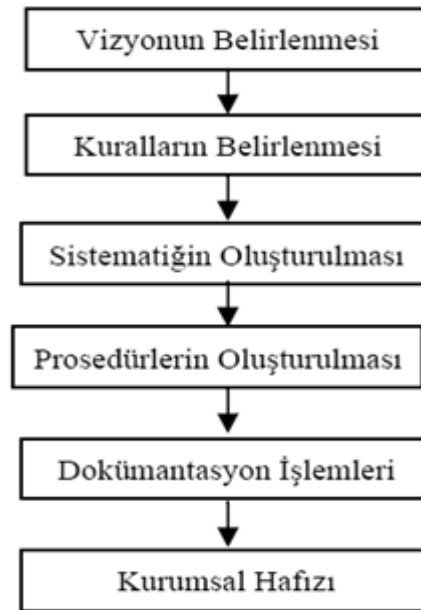 Vizyonun Belirlenmesi
Kuralların Belirlenmesi
Sistematiğin Oluşturulması
Prosedürlerin Oluşturulması
Dokümantasyon İşlemleri
Kurumsal Hafızı